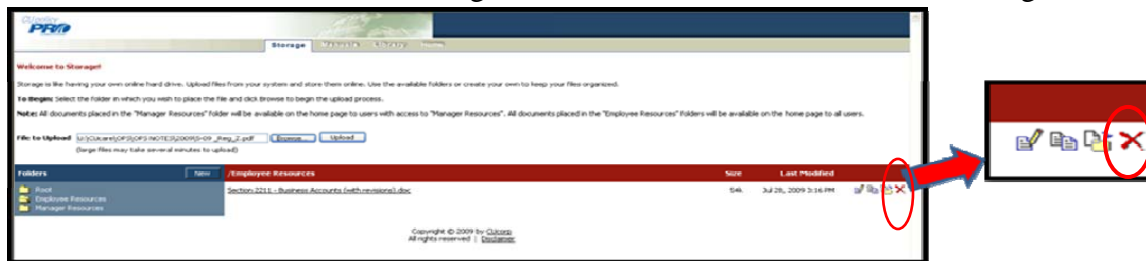 CUpolicy
PRO
Storage Manuals Library Home
Welcome to Storage!
Storage is like having your own online hard drive. Upload files from your system and store them online. Use the available folders or create your own to keep your files organized.
To Begin: Select the folder in which you wish to place the file and click Browse to begin the upload process.
Note: All documents placed in the "Manager Resources" folder will be available on the home page to users with access to "Manager Resources". All documents placed in the "Employee Resources" folders will be available on the home page to all users.
File to Upload Browse... Upload
(large files may take several minutes to upload)
Folders New /Employee Resources Size Last Modified
Root
Section 2211 - Business Accounts (with revisions).doc 54k Jul 28, 2009 3:16 PM
Employee Resources
Manager Resources
Copyright © 2009 by CUcorp
All rights reserved | Disclaimer